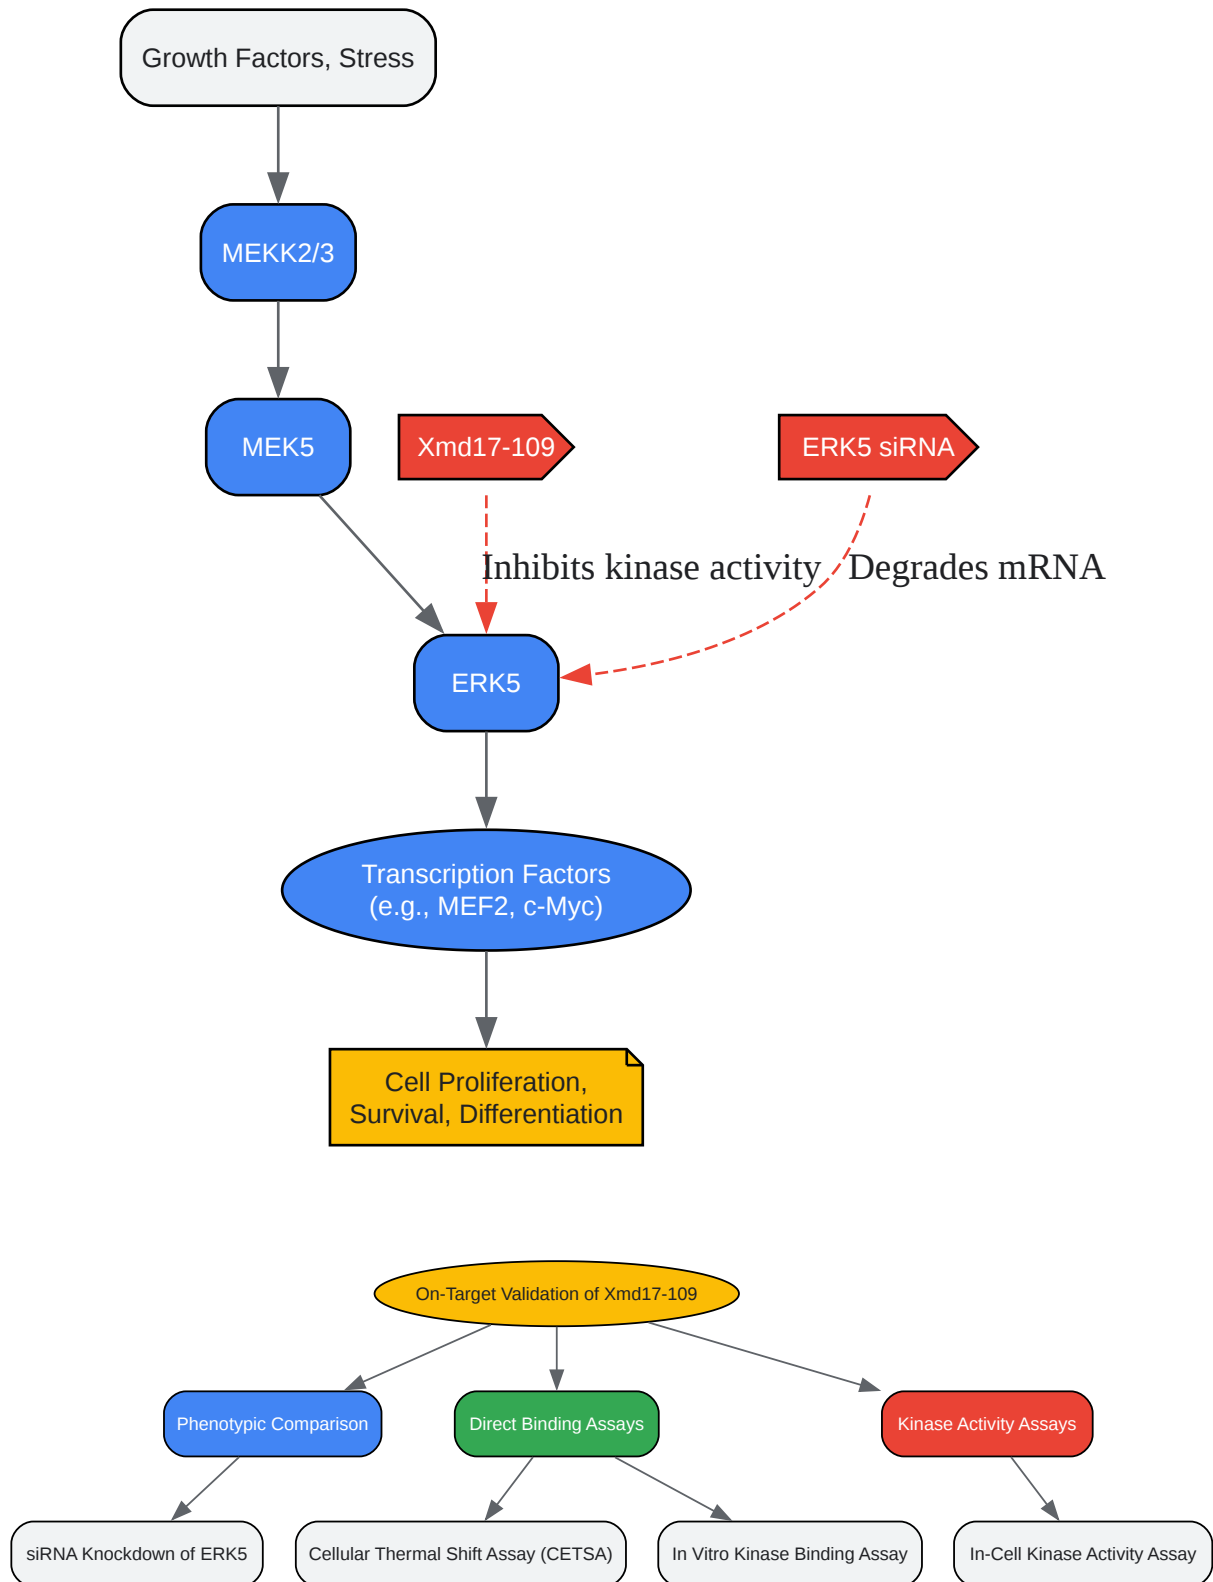 Growth Factors, Stress
MEKK2/3
MEK5
Xmd17-109
ERK5 siRNA
Inhibits kinase activity
Degrades mRNA
ERK5
Transcription Factors
(e.g., MEF2, c-Myc)
Cell Proliferation,
Survival, Differentiation
On-Target Validation of Xmd17-109
Phenotypic Comparison
Direct Binding Assays
Kinase Activity Assays
siRNA Knockdown of ERK5
Cellular Thermal Shift Assay (CETSA)
In Vitro Kinase Binding Assay
In-Cell Kinase Activity Assay